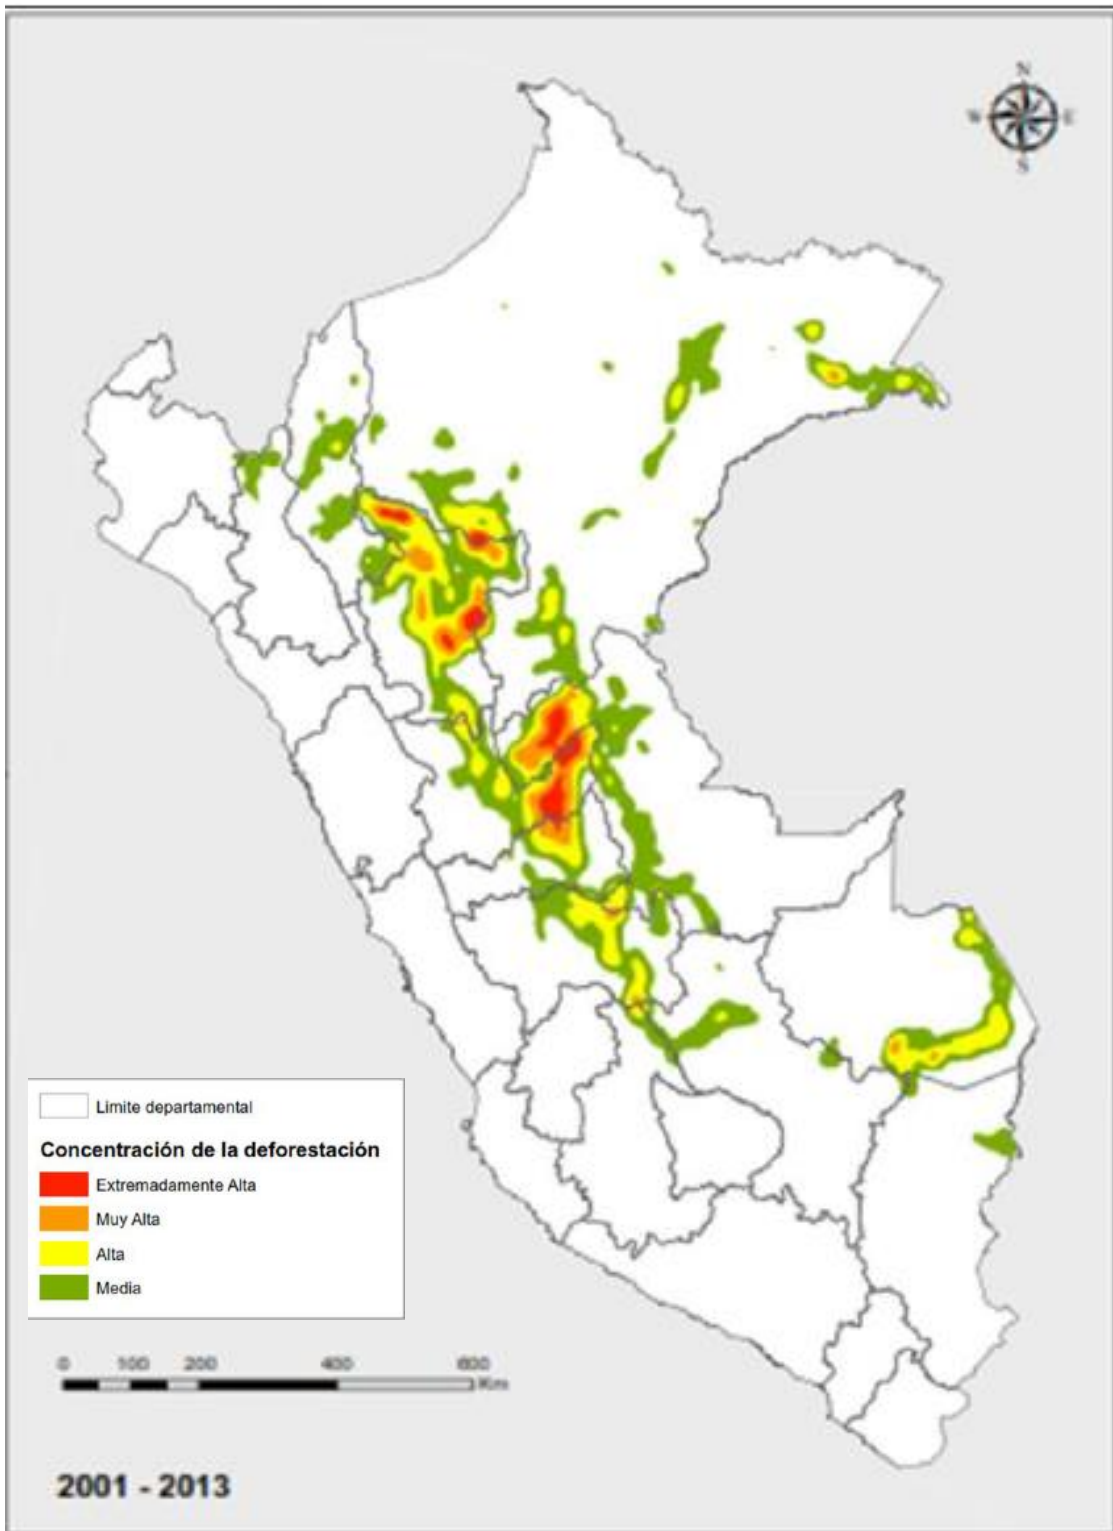 N
W E
S
Limite departamental
Concentración de la deforestación
Extremadamente Alta
Muy Alta
Alta
Media
0 100 200 400 600
Km
2001 - 2013